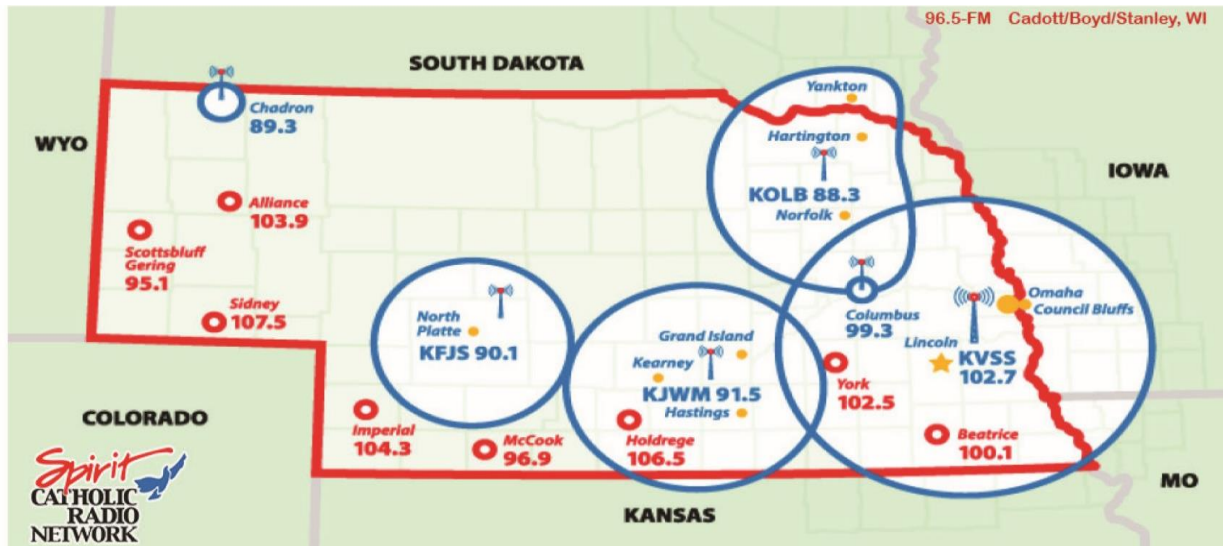 96.5-FM Cadott/Boyd/Stanley, WI
SOUTH DAKOTA
WYO
IOWA
Chadron
89.3
Yankton
Hartington
KOLB 88.3
Norfolk
Alliance
103.9
Scottsbluff
Gering
95.1
Sidney
107.5
North
Platte
KFJS 90.1
Grand Island
Kearney
KJWM 91.5
Hastings
Columbus
99.3
Omaha
Council Bluffs
Lincoln
KVSS
102.7
York
102.5
Beatrice
100.1
Imperial
104.3
McCook
96.9
Holdrege
106.5
COLORADO
KANSAS
MO
Spirit
CATHOLIC
RADIO
NETWORK